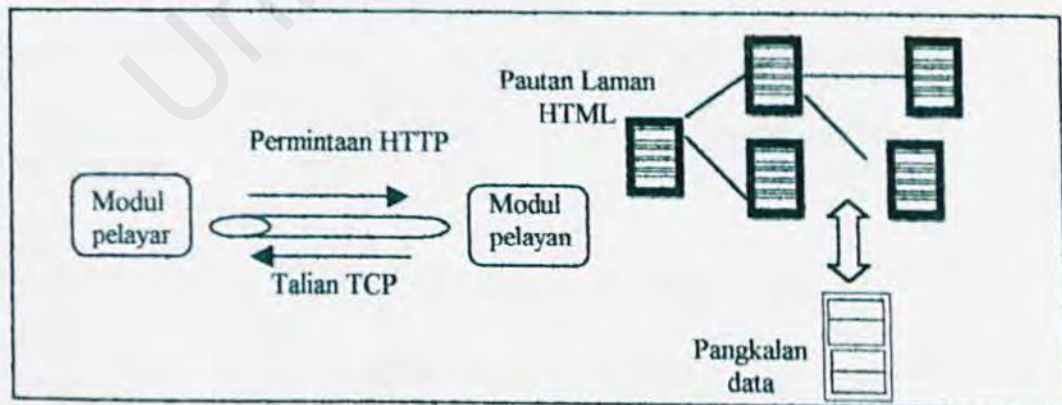 Pautan Laman
HTML
Permintaan HTTP
Modul
pelayar
Modul
pelayan
Talian TCP
Pangkalan
data